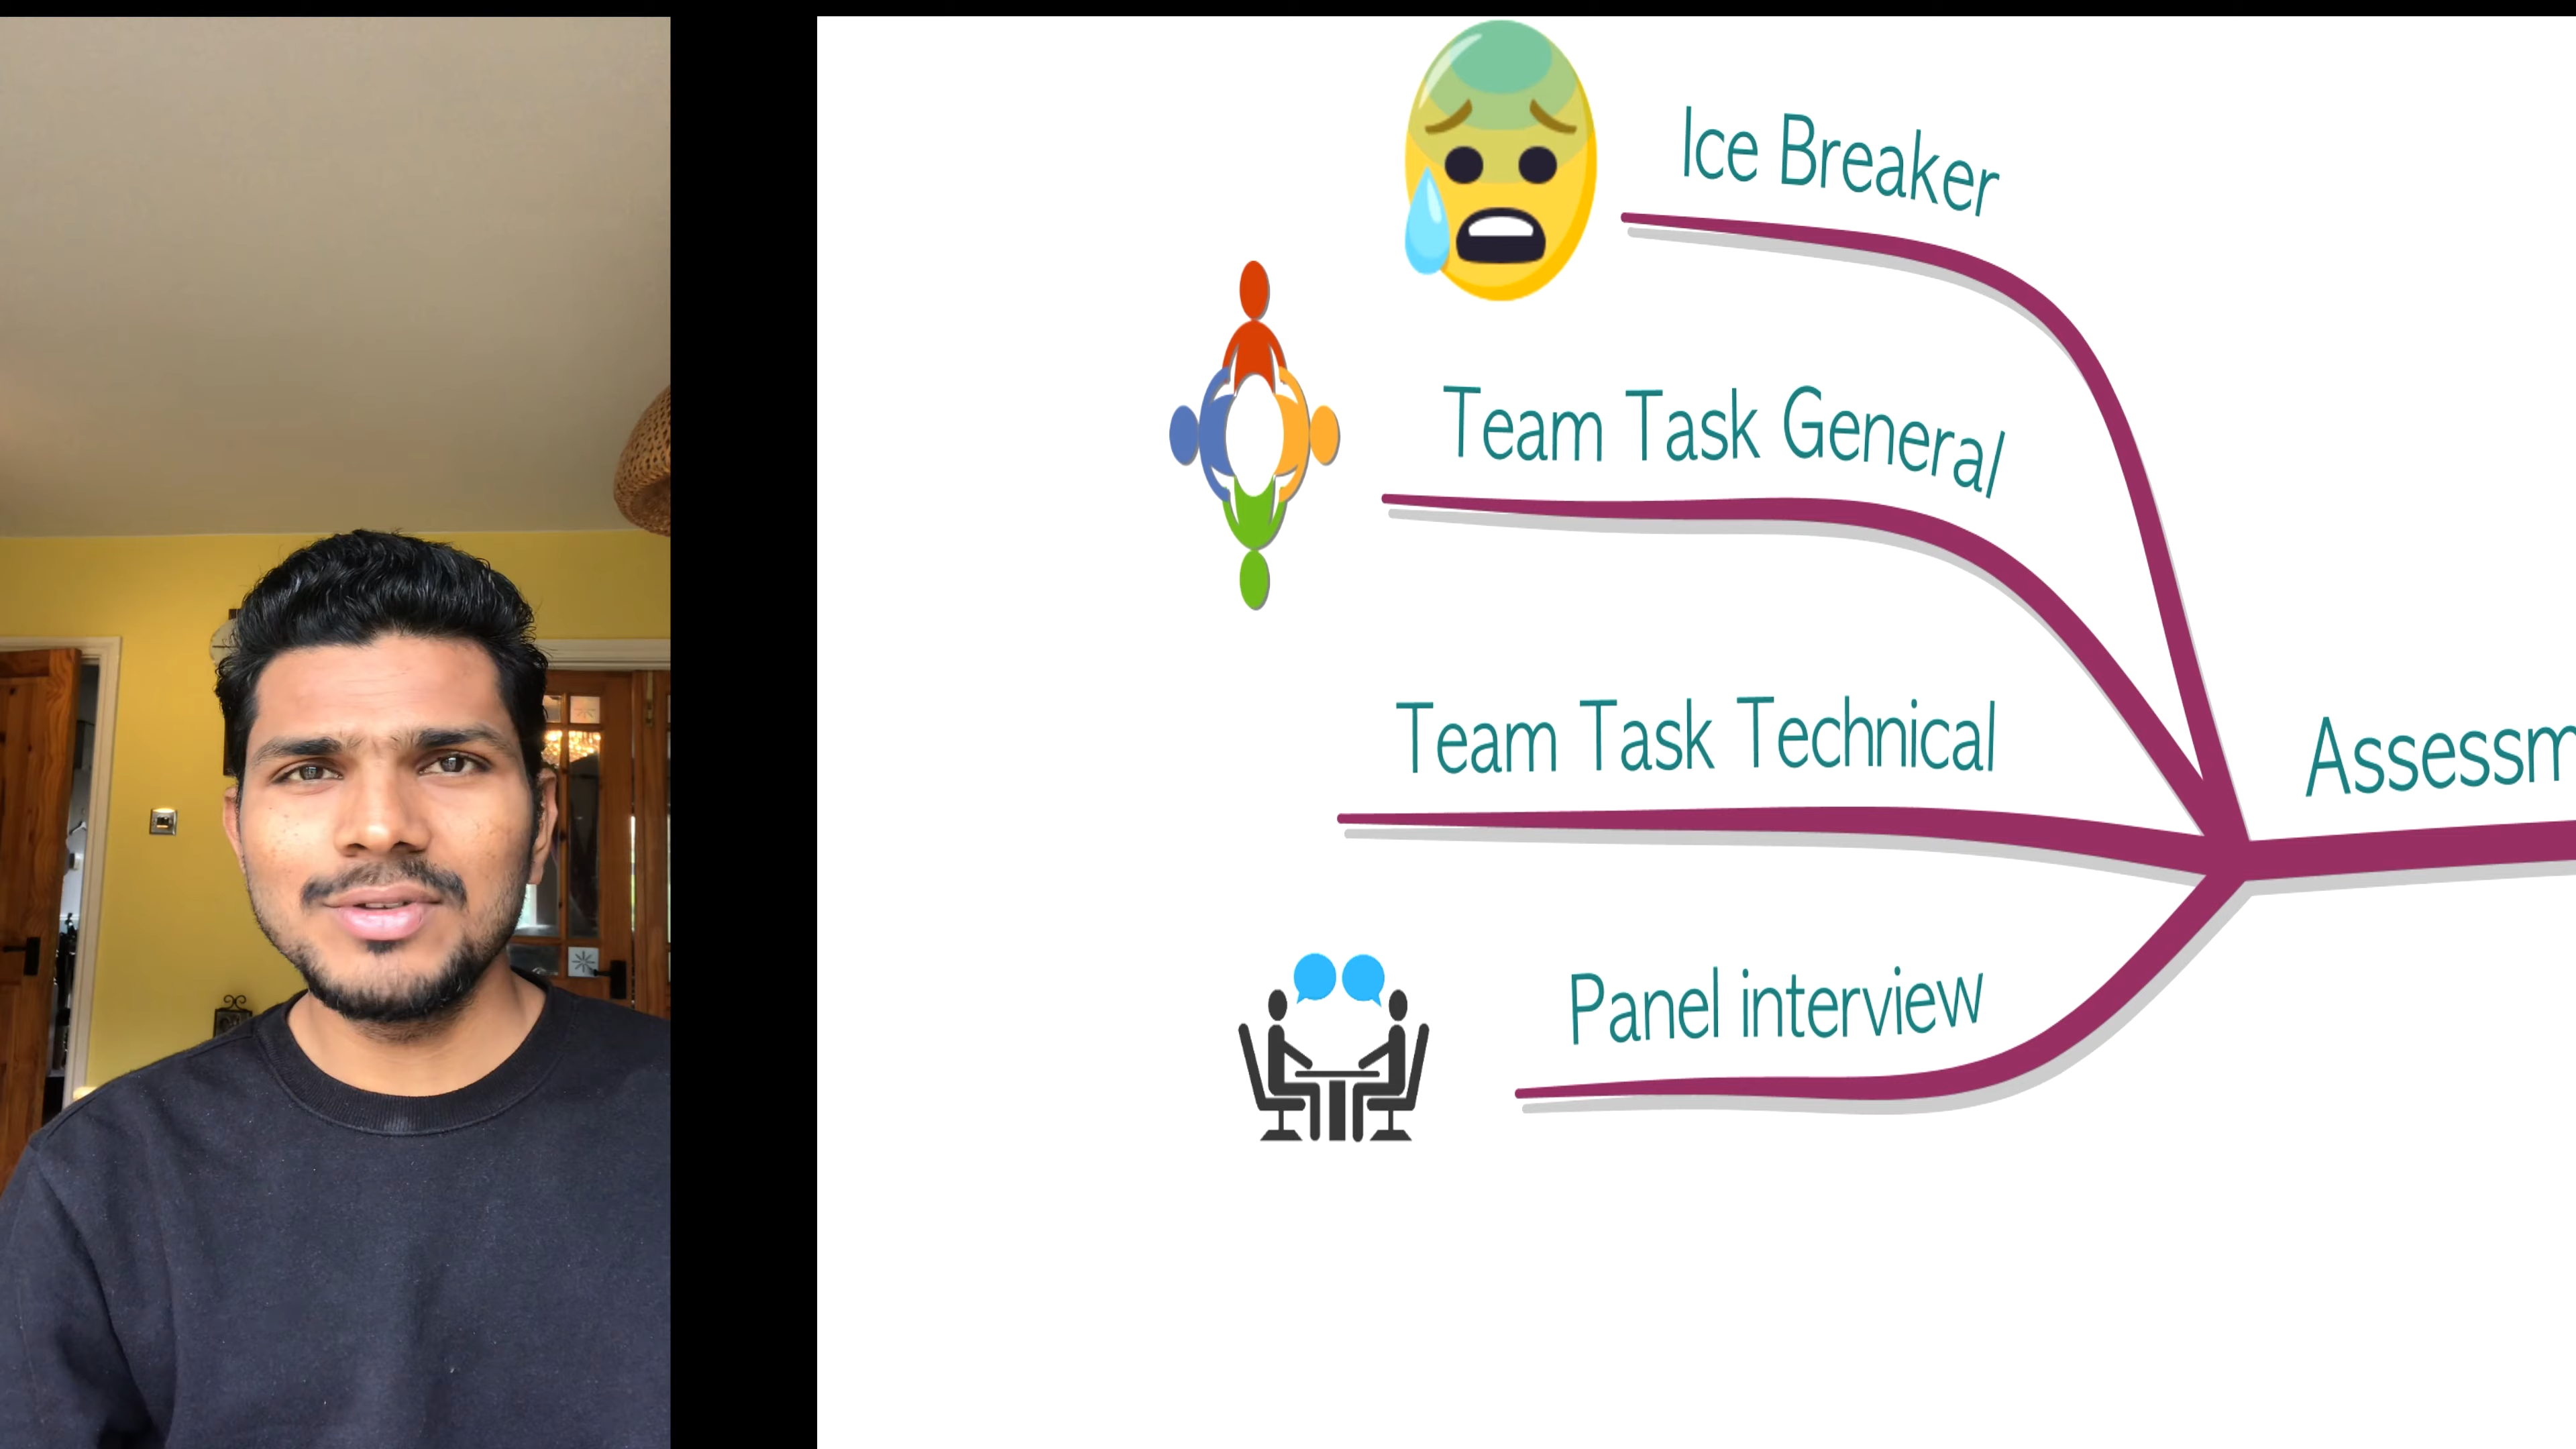 Ice Breaker
Team Task General
Team Task Technical
Assessm
Panel interview